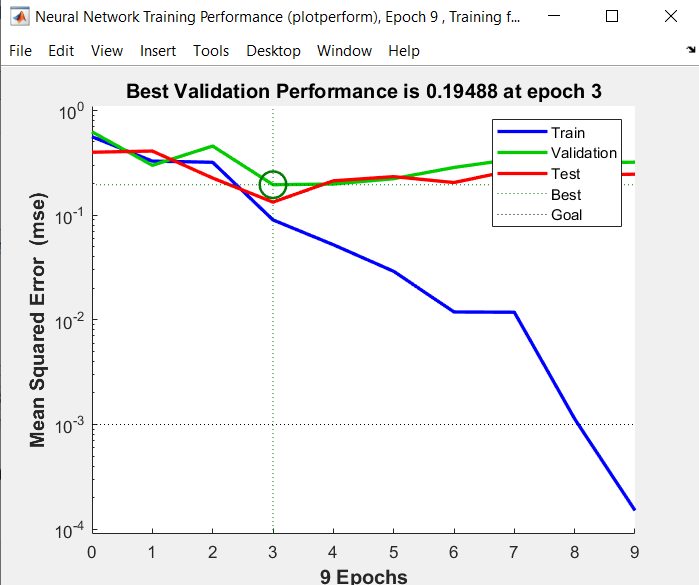 Neural Network Training Performance (plotperform), Epoch 9 , Training f...
File Edit View Insert Tools Desktop Window Help
Best Validation Performance is 0.19488 at epoch 3
Train
Validation
Test
Best
Goal
Mean Squared Error (mse)
10^0
10^-1
10^-2
10^-3
10^-4
0 1 2 3 4 5 6 7 8 9
9 Epochs